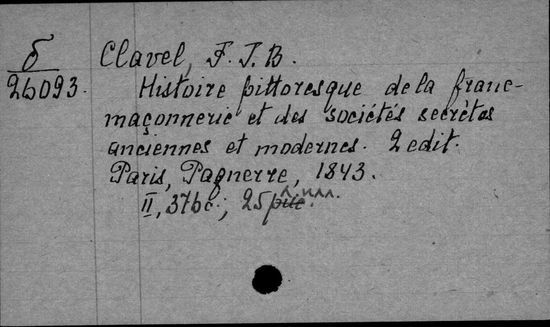 б Clavel, F. T. B.
26093. Histoire pittoresque de la franc-
maçonnerie et des sociétés secrètes
anciennes et modernes. 2 edit.
Paris, Pagnerre, 1843.
II, 376 c.; 25 л. илл.